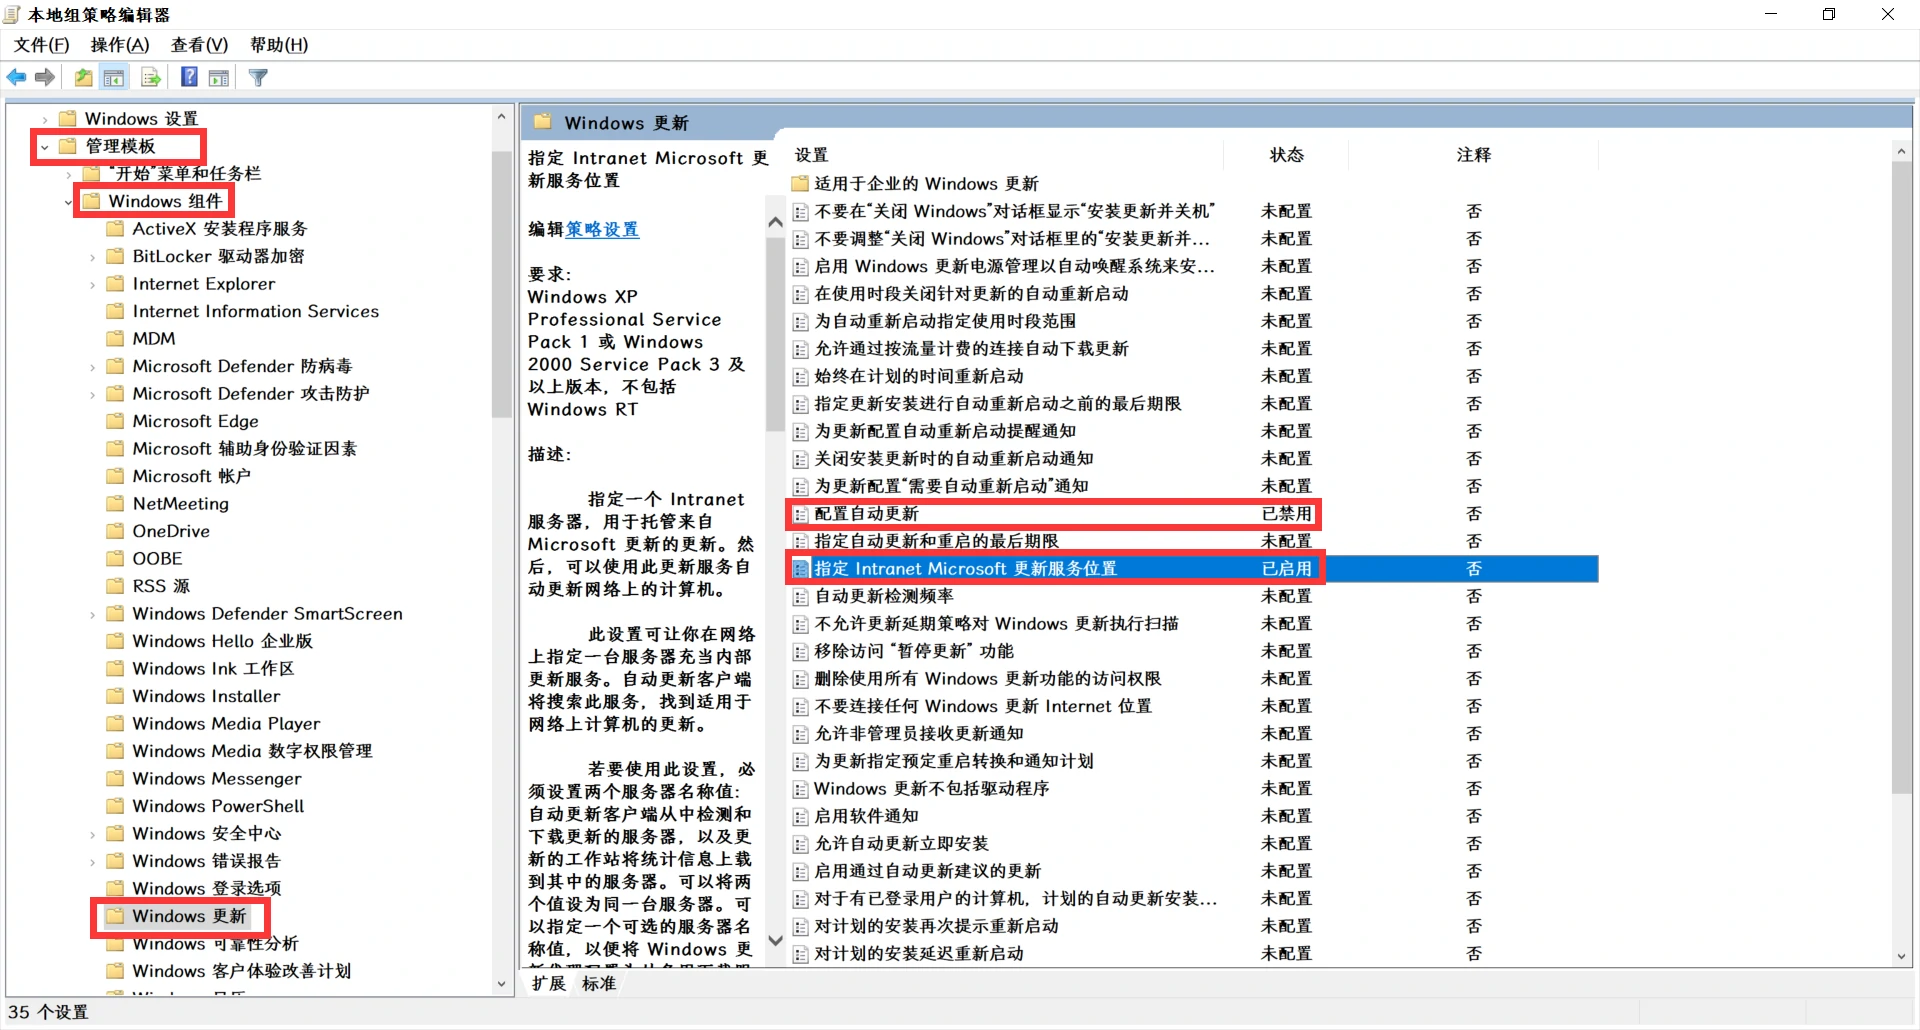 本地组策略编辑器
文件(F) 操作(A) 查看(V) 帮助(H)
Windows 设置
管理模板
“开始”菜单和任务栏
Windows 组件
ActiveX 安装程序服务
BitLocker 驱动器加密
Internet Explorer
Internet Information Services
MDM
Microsoft Defender 防病毒
Microsoft Defender 攻击防护
Microsoft Edge
Microsoft 辅助身份验证因素
Microsoft 帐户
NetMeeting
OneDrive
OOBE
RSS 源
Windows Defender SmartScreen
Windows Hello 企业版
Windows Ink 工作区
Windows Installer
Windows Media Player
Windows Media 数字权限管理
Windows Messenger
Windows PowerShell
Windows 安全中心
Windows 错误报告
Windows 登录选项
Windows 更新
Windows 可靠性分析
Windows 客户体验改善计划
Windows 更新
指定 Intranet Microsoft 更
新服务位置
编辑策略设置
要求:
Windows XP
Professional Service
Pack 1 或 Windows
2000 Service Pack 3 及
以上版本，不包括
Windows RT
描述:
指定一个 Intranet
服务器，用于托管来自
Microsoft 更新的更新。然
后，可以使用此更新服务自
动更新网络上的计算机。
此设置可让你在网络
上指定一台服务器充当内部
更新服务。自动更新客户端
将搜索此服务，找到适用于
网络上计算机的更新。
若要使用此设置，必
须设置两个服务器名称值:
自动更新客户端从中检测和
下载更新的服务器，以及更
新的工作站将统计信息上载
到其中的服务器。可以将两
个值设为同一台服务器。可
以指定一个可选的服务器名
称值，以便将 Windows 更
设置 状态 注释
适用于企业的 Windows 更新
不要在“关闭 Windows”对话框显示“安装更新并关机” 未配置 否
不要调整“关闭 Windows”对话框里的“安装更新并... 未配置 否
启用 Windows 更新电源管理以自动唤醒系统来安... 未配置 否
在使用时段关闭针对更新的自动重新启动 未配置 否
为自动重新启动指定使用时段范围 未配置 否
允许通过按流量计费的连接自动下载更新 未配置 否
始终在计划的时间重新启动 未配置 否
指定更新安装进行自动重新启动之前的最后期限 未配置 否
为更新配置自动重新启动提醒通知 未配置 否
关闭安装更新时的自动重新启动通知 未配置 否
为更新配置“需要自动重新启动”通知 未配置 否
配置自动更新 已禁用 否
指定自动更新和重启的最后期限 未配置 否
指定 Intranet Microsoft 更新服务位置 已启用 否
自动更新检测频率 未配置 否
不允许更新延期策略对 Windows 更新执行扫描 未配置 否
移除访问 “暂停更新” 功能 未配置 否
删除使用所有 Windows 更新功能的访问权限 未配置 否
不要连接任何 Windows 更新 Internet 位置 未配置 否
允许非管理员接收更新通知 未配置 否
为更新指定预定重启转换和通知计划 未配置 否
Windows 更新不包括驱动程序 未配置 否
启用软件通知 未配置 否
允许自动更新立即安装 未配置 否
启用通过自动更新建议的更新 未配置 否
对于有已登录用户的计算机，计划的自动更新安装... 未配置 否
对计划的安装再次提示重新启动 未配置 否
对计划的安装延迟重新启动 未配置 否
扩展 标准
35 个设置